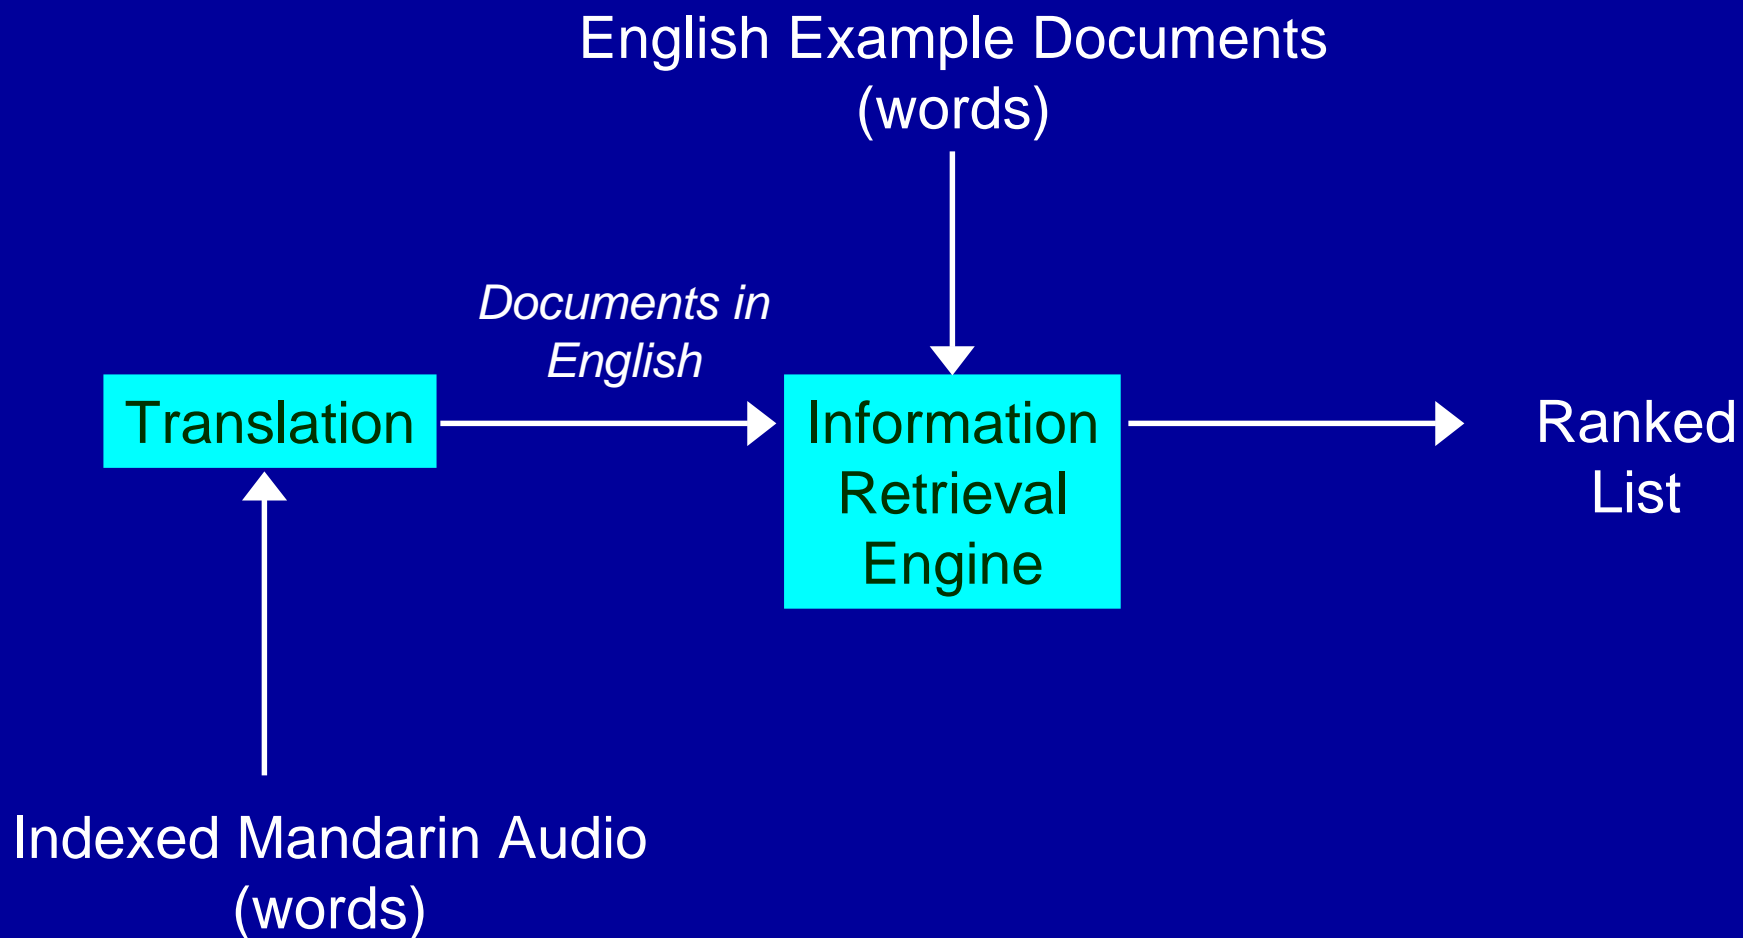 English Example Documents
(words)
Documents in
English
Translation
Information
Retrieval
Engine
Ranked
List
Indexed Mandarin Audio
(words)